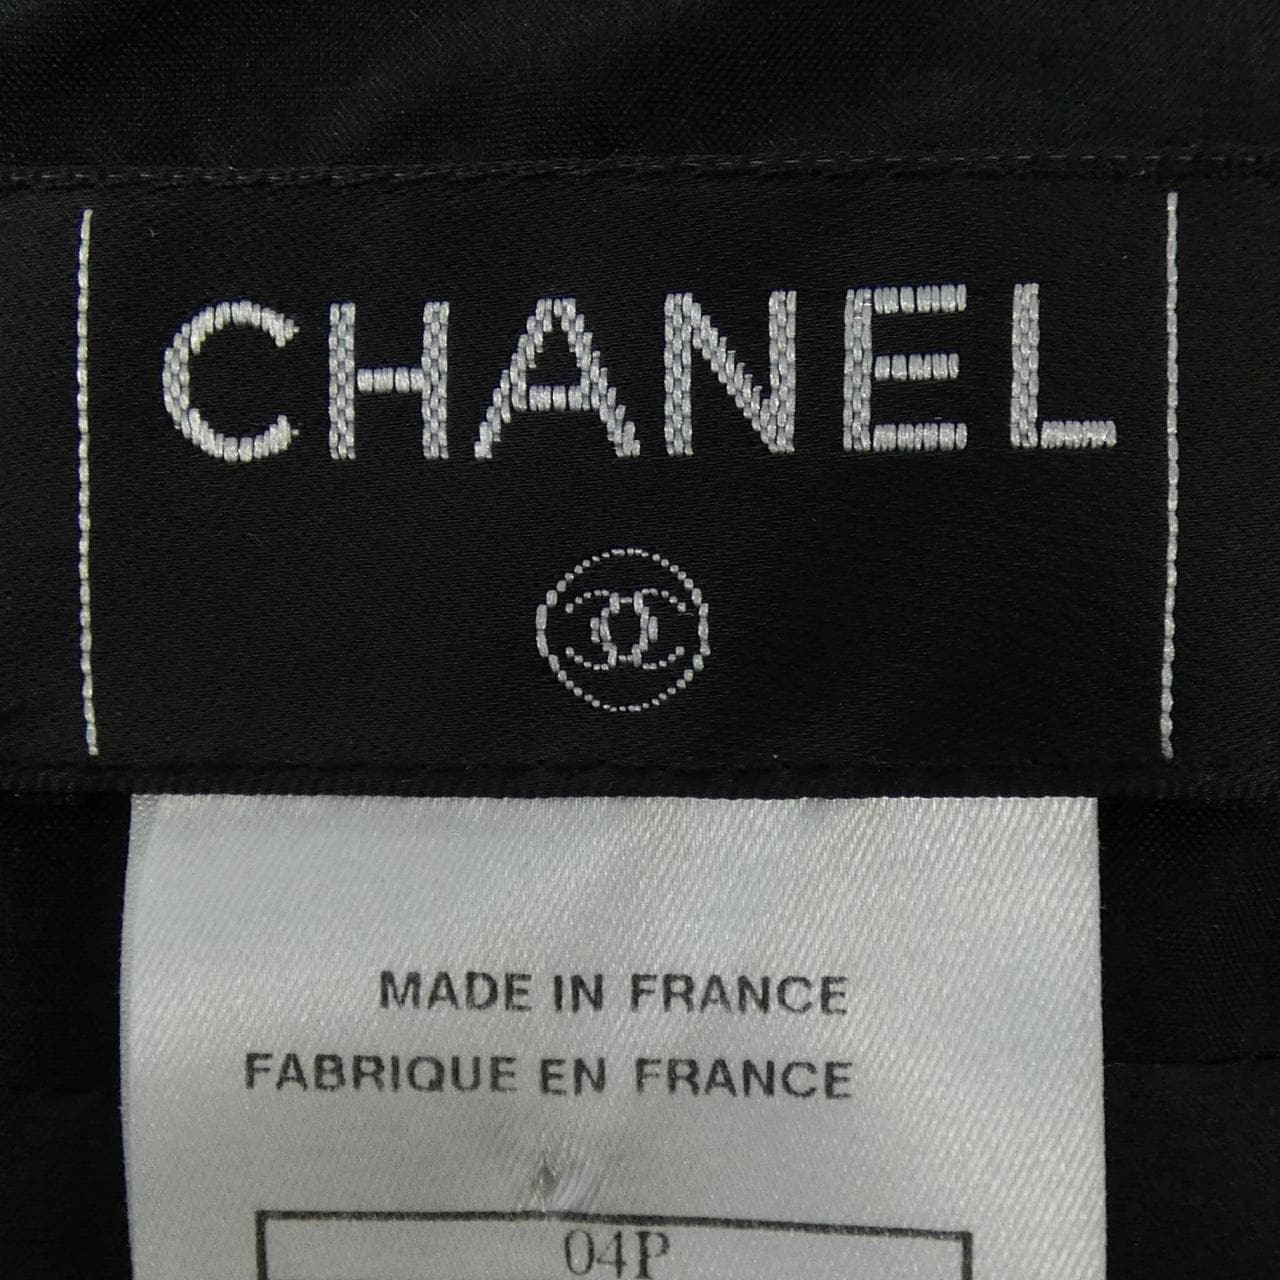 CHANEL
MADE IN FRANCE
FABRIQUE EN FRANCE
04P